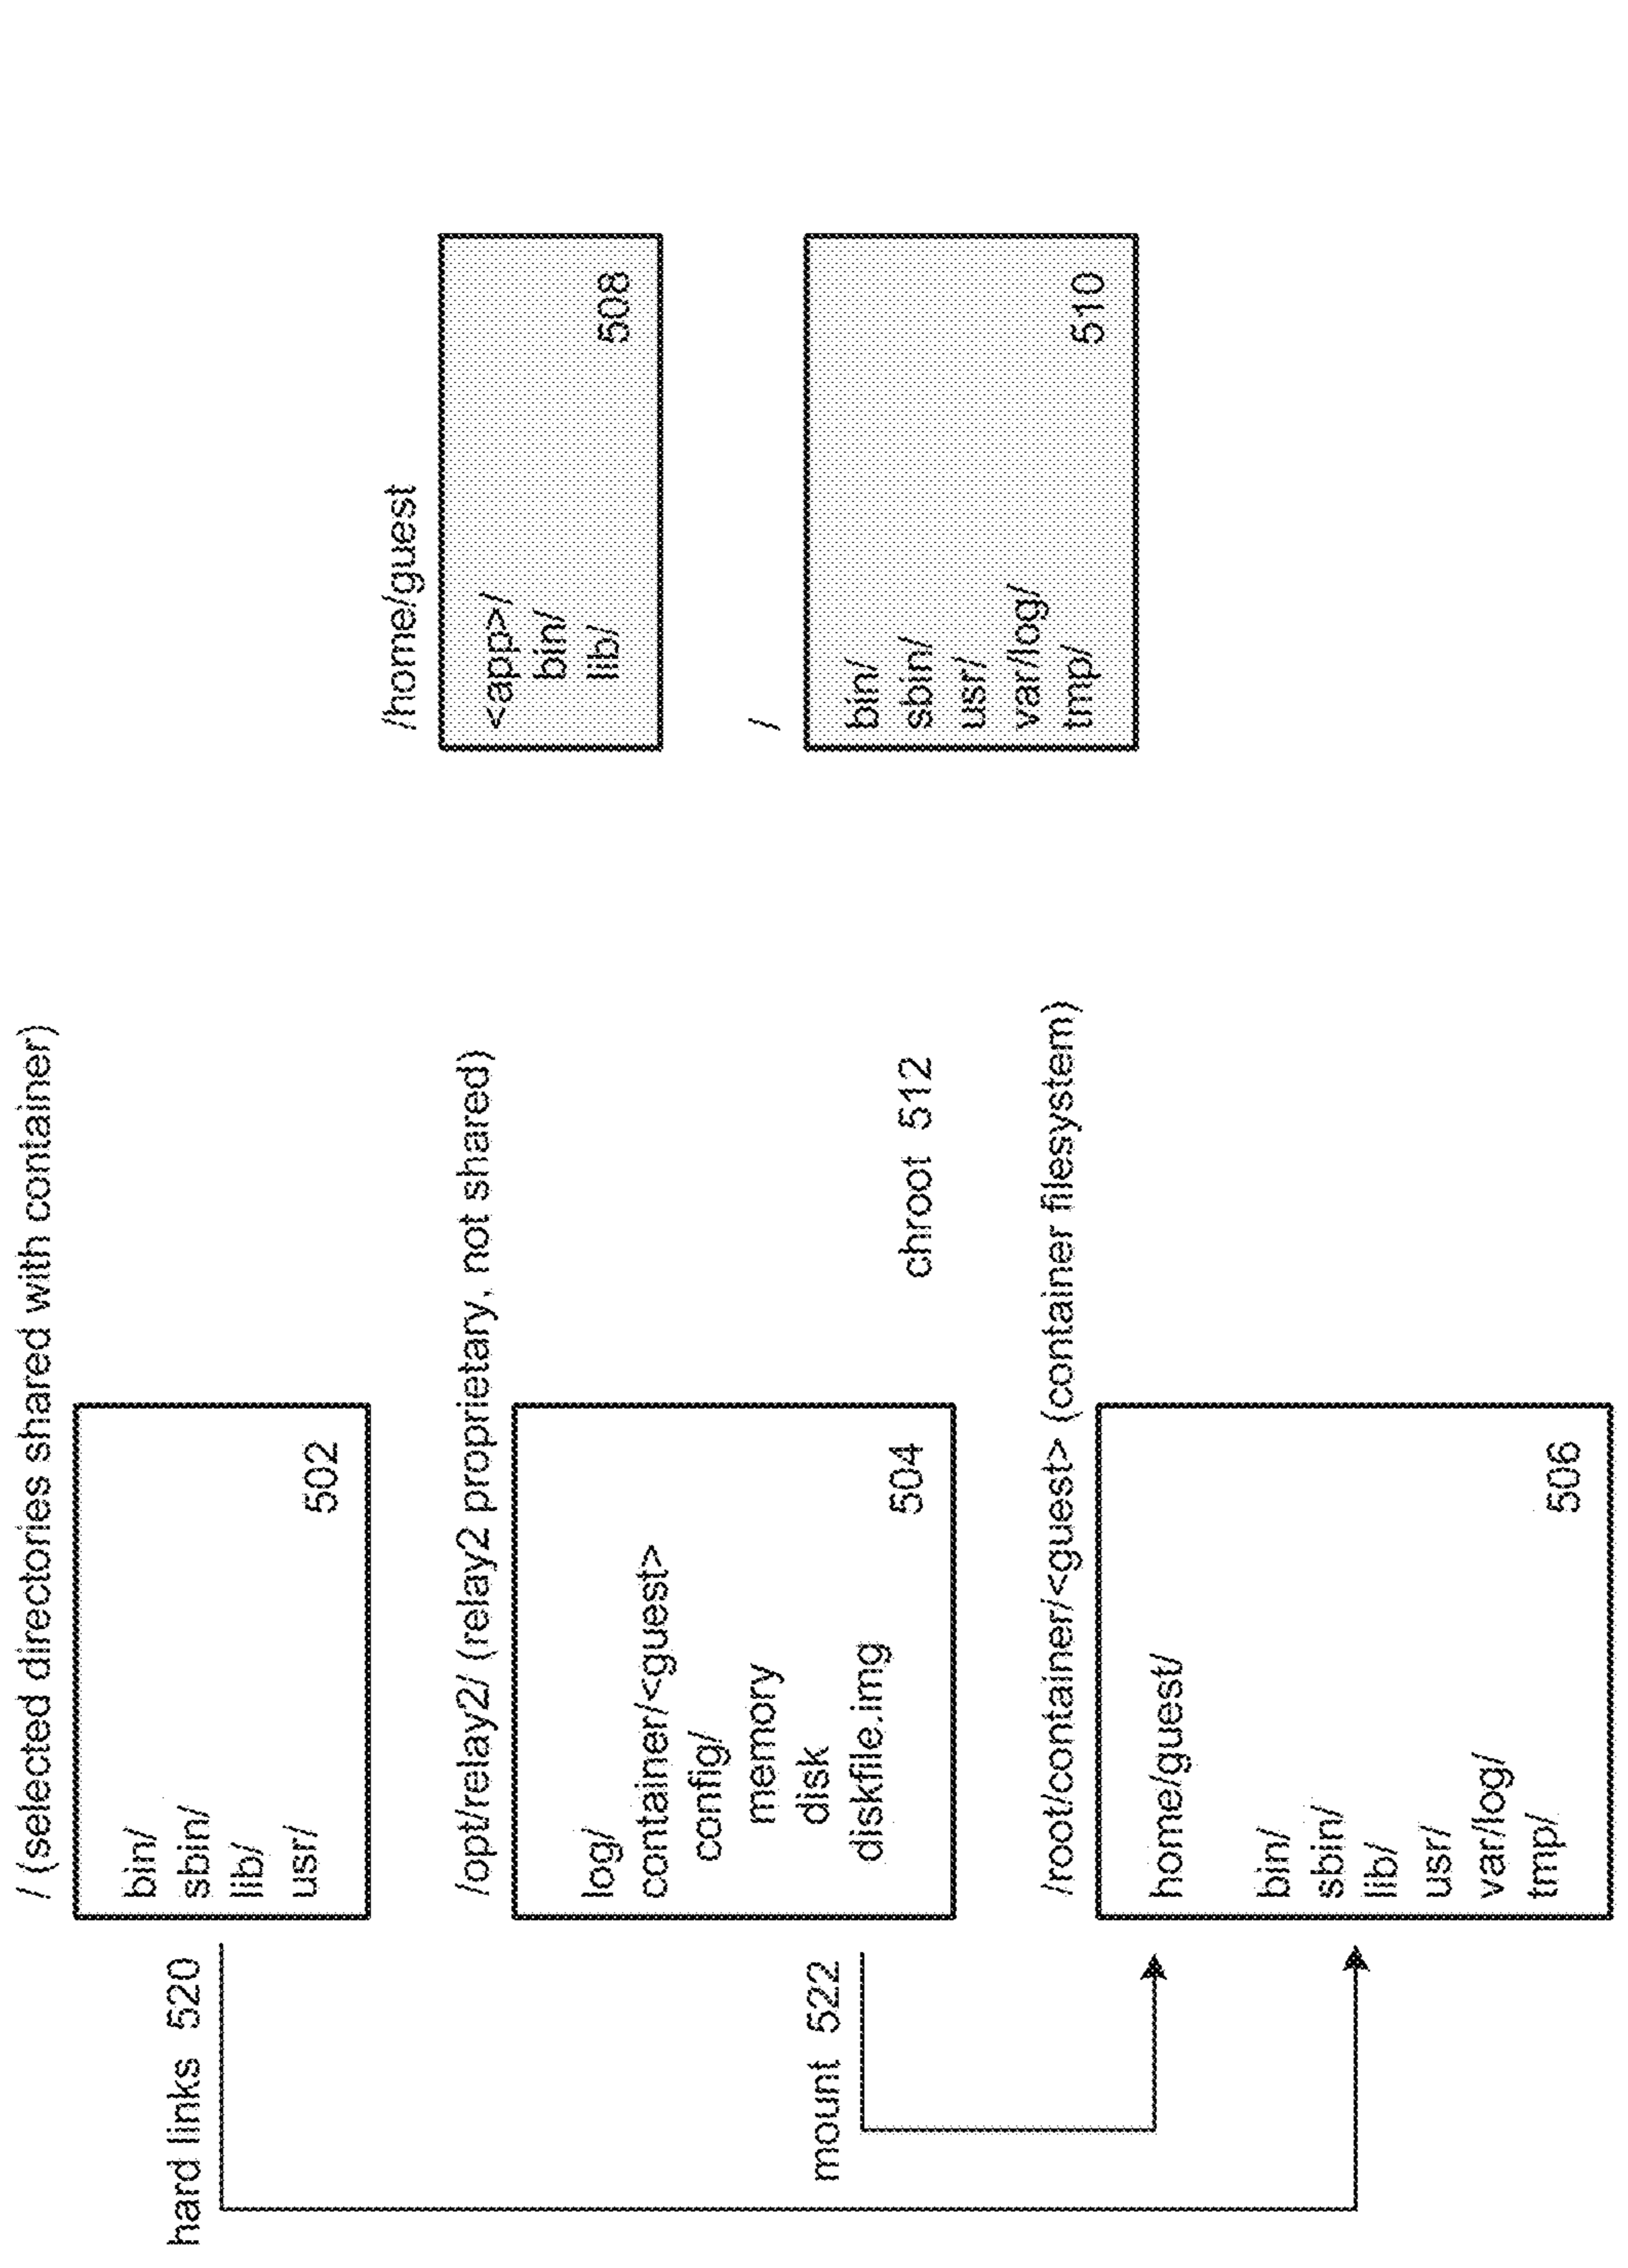 / (selected directories shared with container)
hard links 520
bin/
sbin/
lib/
usr/
502
/opt/relay2/ (relay2 proprietary, not shared)
log/
container/<guest>
config/
memory
disk
diskfile.img
504
mount 522
chroot 512
/root/container/<guest> (container filesystem)
home/guest/
bin/
sbin/
lib/
usr/
var/log/
tmp/
506
/home/guest
<app>/
bin/
lib/
508
/
bin/
sbin/
usr/
var/log/
tmp/
510